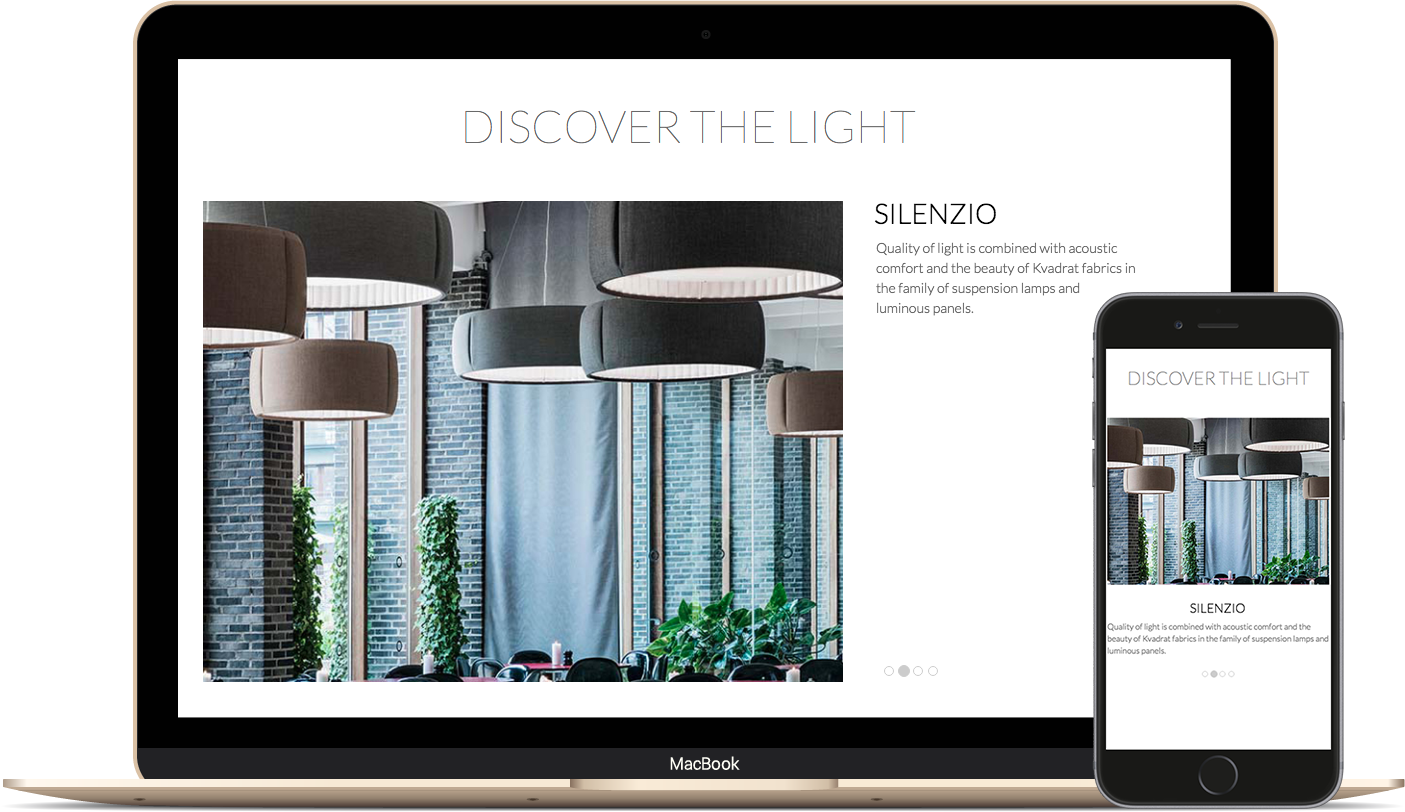 DISCOVER THE LIGHT
SILENZIO
Quality of light is combined with acoustic
comfort and the beauty of Kvadrat fabrics in
the family of suspension lamps and
luminous panels.
MacBook
DISCOVER THE LIGHT
SILENZIO
Quality of light is combined with acoustic comfort and the
beauty of Kvadrat fabrics in the family of suspension lamps and
luminous panels.